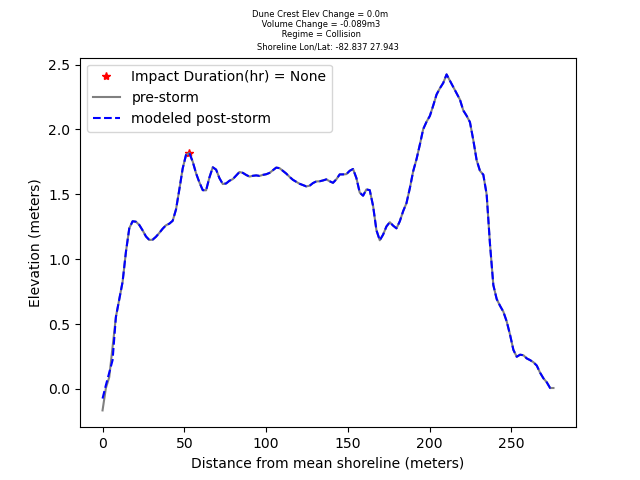 Dune Crest Elev Change = 0.0m
Volume Change = -0.089m3
Regime = Collision
Shoreline Lon/Lat: -82.837 27.943
Impact Duration(hr) = None
pre-storm
modeled post-storm
Elevation (meters)
2.5
2.0
1.5
1.0
0.5
0.0
0 50 100 150 200 250
Distance from mean shoreline (meters)